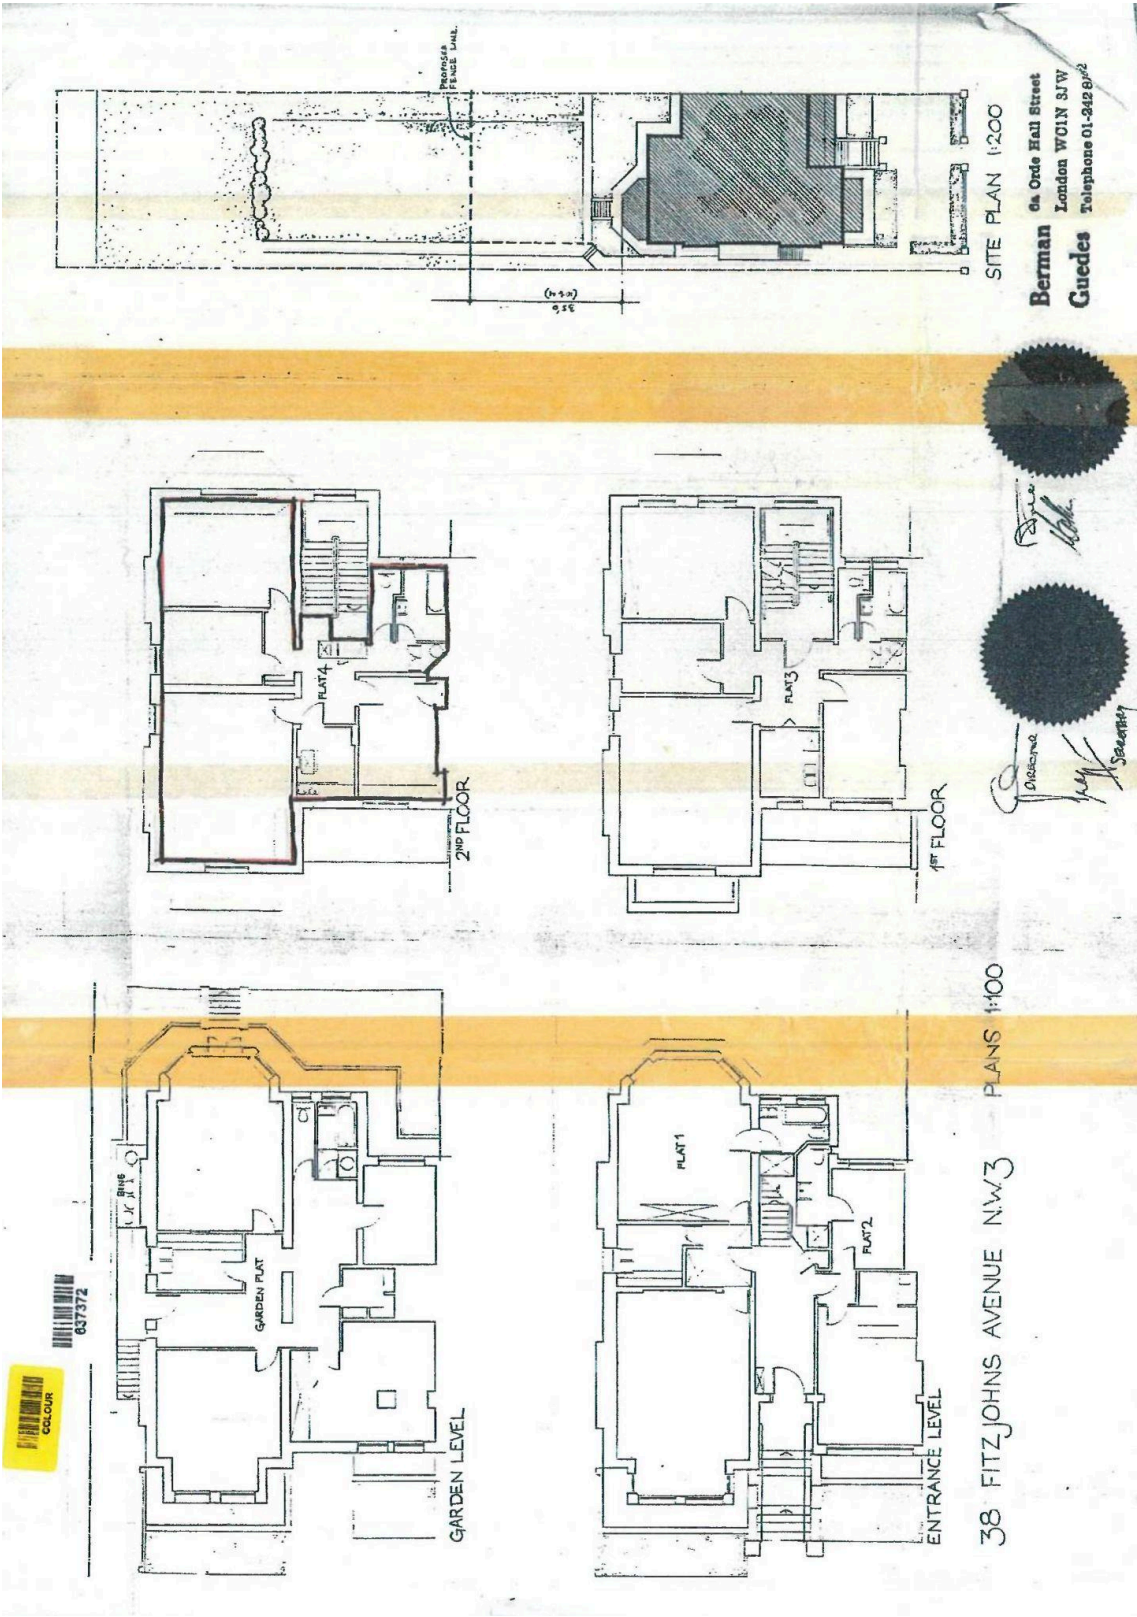 COLOUR
637372
BINS
GARDEN FLAT
GARDEN LEVEL
FLAT 4
2ND FLOOR
PROPOSED
FENCE LINE.
35'0
SITE PLAN 1:200
FLAT 1
FLAT 2
ENTRANCE LEVEL
FLAT 3
1ST FLOOR
38 FITZJOHNS AVENUE N.W.3 PLANS 1:100
Berman
Guedes
6a Orde Hall Street
London WC1N 3JW
Telephone 01-242
DIRECTOR